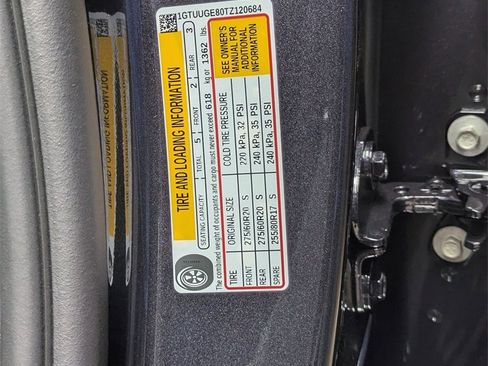 1GTUUGE80TZ120684
TIRE AND LOADING INFORMATION
SEATING CAPACITY TOTAL 5 FRONT 2 REAR 3
The combined weight of occupants and cargo must never exceed 618 kg or 1362 lbs.
TIRE ORIGINAL SIZE COLD TIRE PRESSURE
FRONT 275/60R20 S 220 kPa, 32 PSI
REAR 275/60R20 S 240 kPa, 35 PSI
SPARE 255/80R17 S 240 kPa, 35 PSI
SEE OWNER'S
MANUAL FOR
ADDITIONAL
INFORMATION